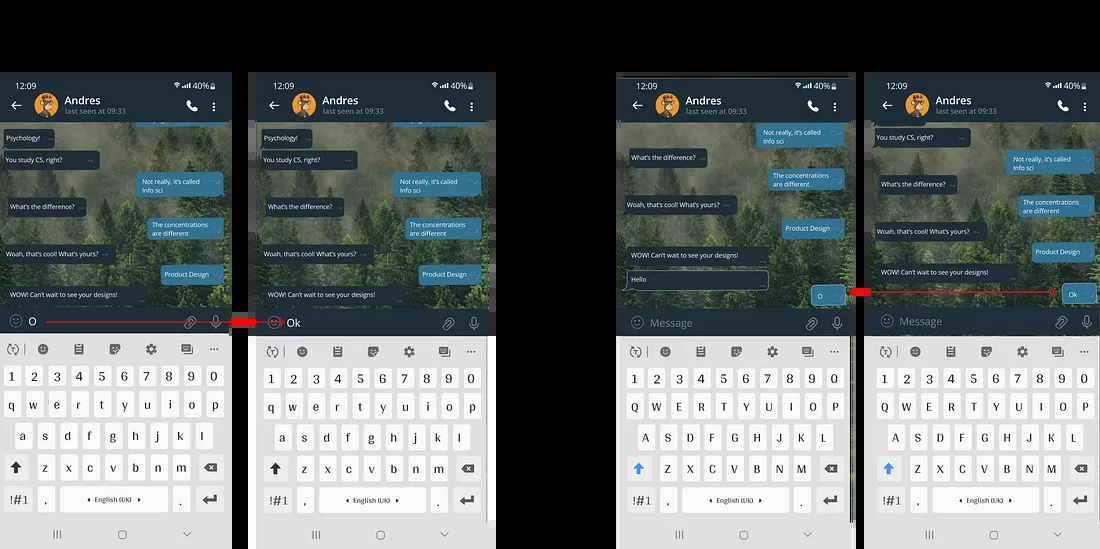 12:09
40%
Andres
last seen at 09:33
Psychology!
You study CS, right?
Not really, it's called
Info sci
What's the difference?
The concentrations
are different
Woah, that's cool! What's yours?
Product Design
WOW! Can't wait to see your designs!
O
1 2 3 4 5 6 7 8 9 0
q w e r t y u i o p
a s d f g h j k l
z x c v b n m
!#1 , English (UK) .
12:09
40%
Andres
last seen at 09:33
Psychology!
You study CS, right?
Not really, it's called
Info sci
What's the difference?
The concentrations
are different
Woah, that's cool! What's yours?
Product Design
WOW! Can't wait to see your designs!
Ok
1 2 3 4 5 6 7 8 9 0
q w e r t y u i o p
a s d f g h j k l
z x c v b n m
!#1 , English (UK) .
12:09
40%
Andres
last seen at 09:33
Not really, it's called
Info sci
What's the difference?
The concentrations
are different
Woah, that's cool! What's yours?
Product Design
WOW! Can't wait to see your designs!
Hello
O
Message
1 2 3 4 5 6 7 8 9 0
Q W E R T Y U I O P
A S D F G H J K L
Z X C V B N M
!#1 , English (UK) .
12:09
40%
Andres
last seen at 09:33
You study CS, right?
Not really, it's called
Info sci
What's the difference?
The concentrations
are different
Woah, that's cool! What's yours?
Product Design
WOW! Can't wait to see your designs!
Ok
Message
1 2 3 4 5 6 7 8 9 0
Q W E R T Y U I O P
A S D F G H J K L
Z X C V B N M
!#1 , English (UK) .